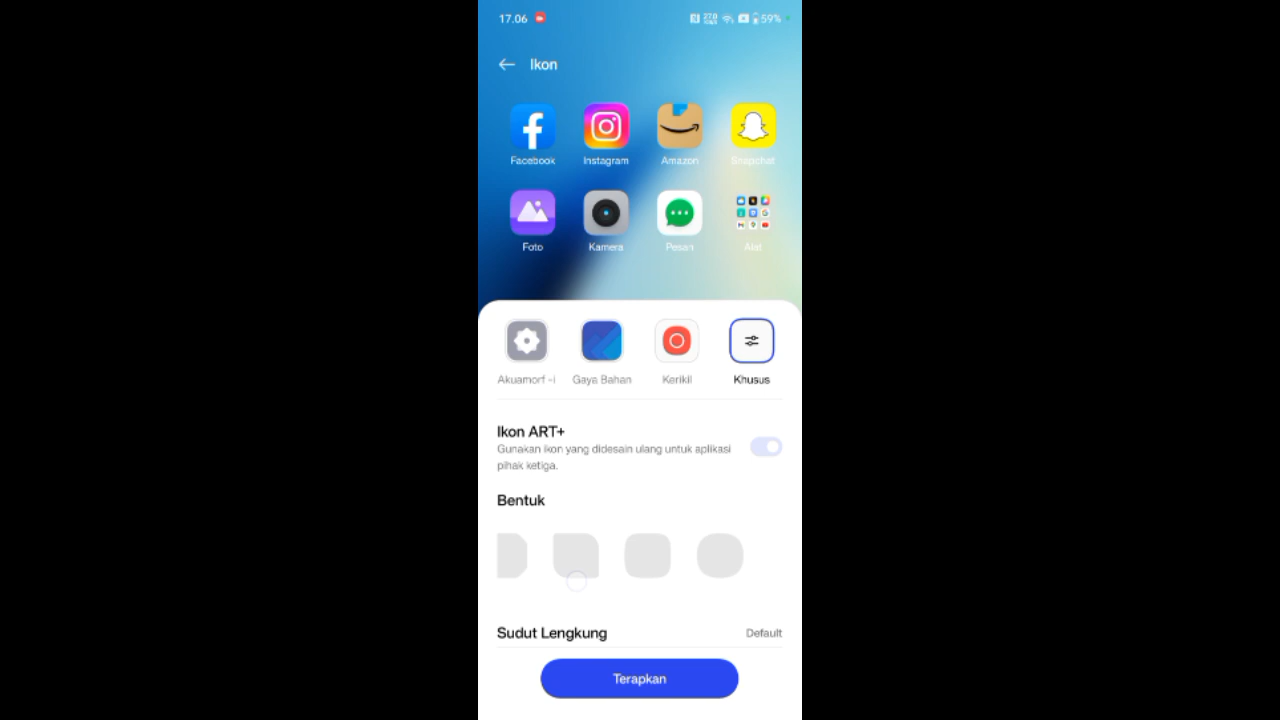 17.06
59%
Ikon
Facebook Instagram Amazon Snapchat
Foto Kamera Pesan Alat
Akuamorf -i Gaya Bahan Kerikil Khusus
Ikon ART+
Gunakan ikon yang didesain ulang untuk aplikasi
pihak ketiga.
Bentuk
Sudut Lengkung Default
Terapkan